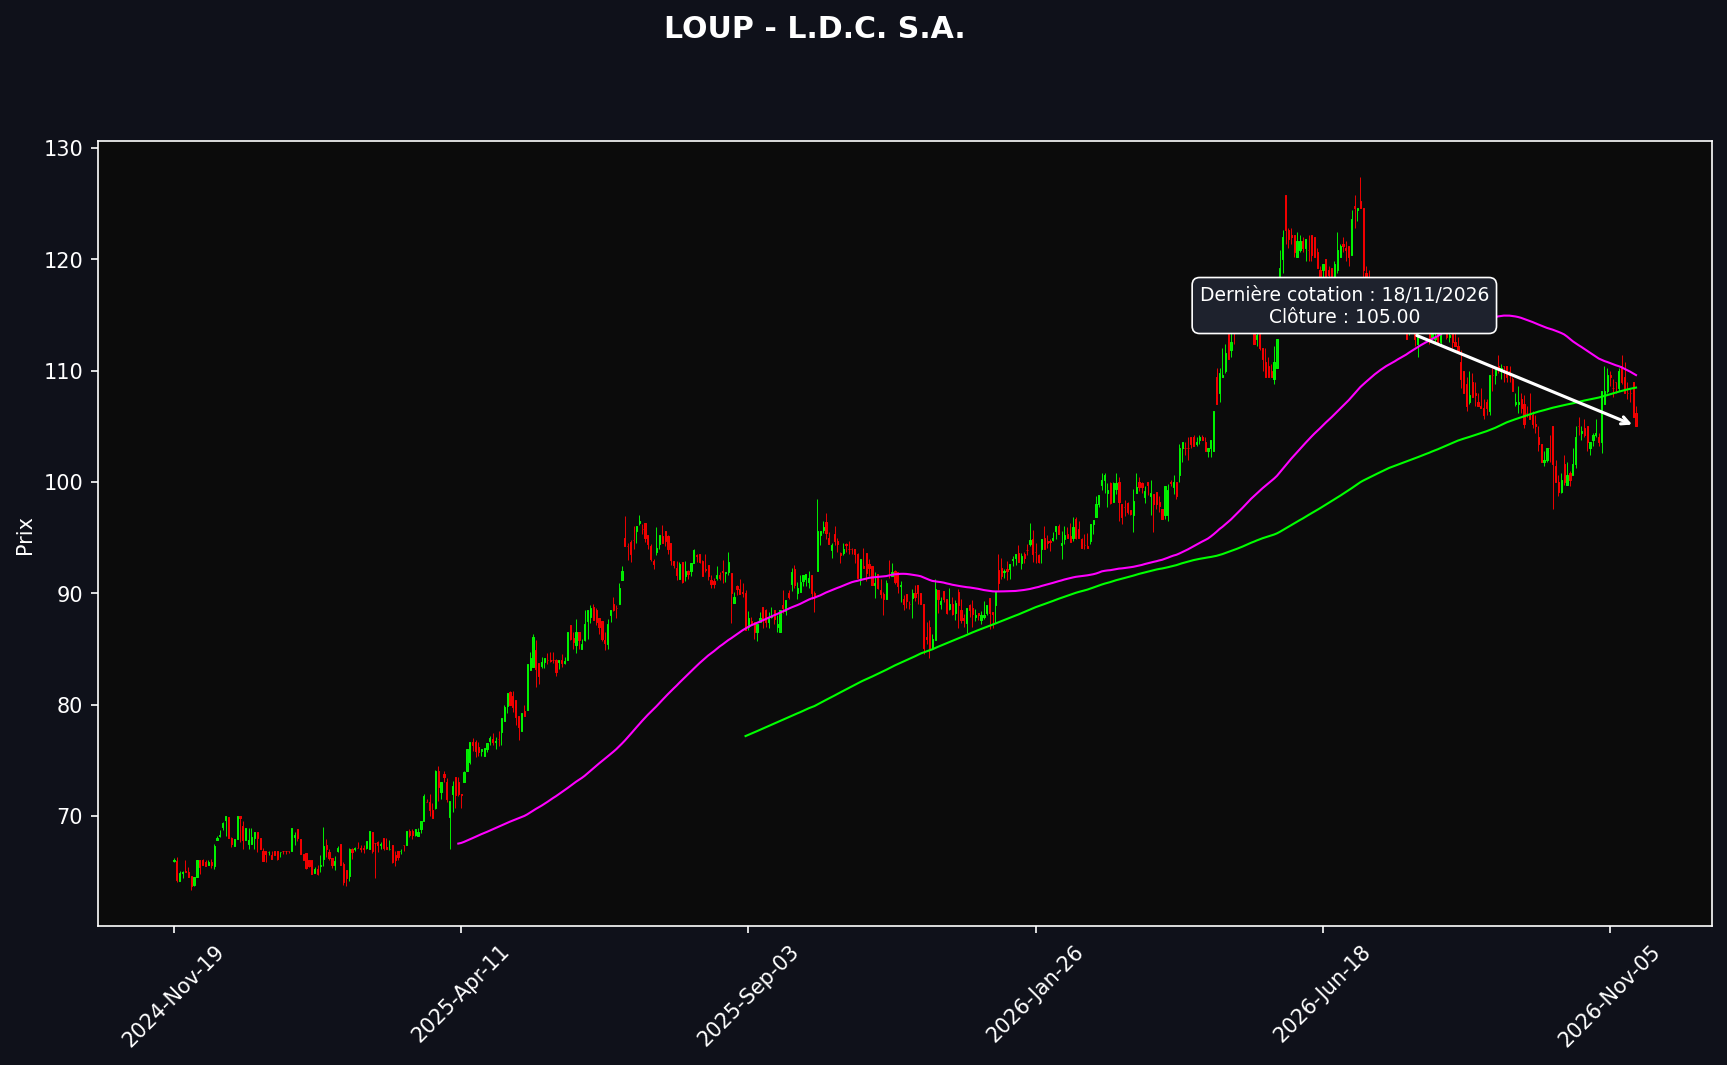 LOUP - L.D.C. S.A.
130
120
110
100
90
80
70
Prix
Dernière cotation : 18/11/2026
Clôture : 105.00
2024-Nov-19
2025-Apr-11
2025-Sep-03
2026-Jan-26
2026-Jun-18
2026-Nov-05